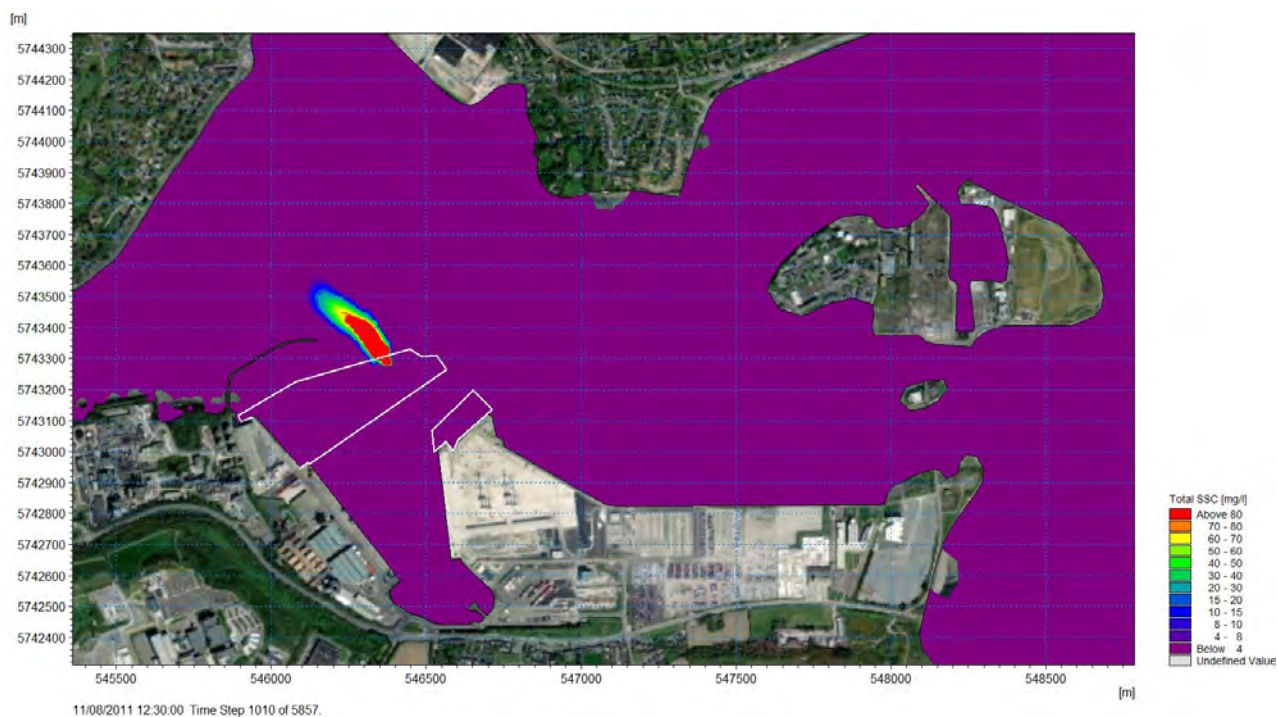 [m]
5744300
5744200
5744100
5744000
5743900
5743800
5743700
5743600
5743500
5743400
5743300
5743200
5743100
5743000
5742900
5742800
5742700
5742600
5742500
5742400
545500 546000 546500 547000 547500 548000 548500
[m]
Total SSC [mg/l]
Above 80
70 - 80
60 - 70
50 - 60
40 - 50
30 - 40
20 - 30
15 - 20
10 - 15
8 - 10
4 - 8
Below 4
Undefined Value
11/08/2011 12:30:00 Time Step 1010 of 5857.